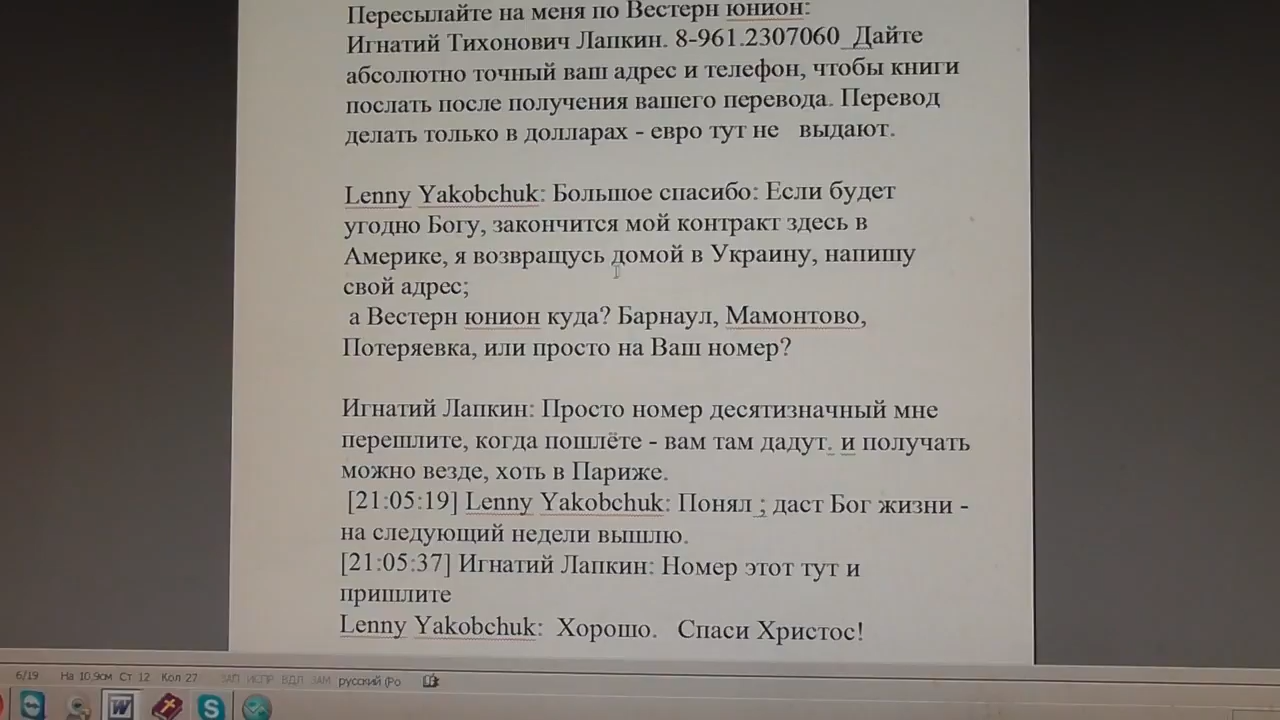 Пересылайте на меня по Вестерн юнион:
Игнатий Тихонович Лапкин. 8-961.2307060_Дайте
абсолютно точный ваш адрес и телефон, чтобы книги
послать после получения вашего перевода. Перевод
делать только в долларах - евро тут не выдают.
Lenny Yakobchuk: Большое спасибо: Если будет
угодно Богу, закончится мой контракт здесь в
Америке, я возвращусь домой в Украину, напишу
свой адрес;
а Вестерн юнион куда? Барнаул, Мамонтово,
Потеряевка, или просто на Ваш номер?
Игнатий Лапкин: Просто номер десятизначный мне
перешлите, когда пошлёте - вам там дадут. и получать
можно везде, хоть в Париже.
[21:05:19] Lenny Yakobchuk: Понял ; даст Бог жизни -
на следующий недели вышлю.
[21:05:37] Игнатий Лапкин: Номер этот тут и
пришлите
Lenny Yakobchuk: Хорошо. Спаси Христос!
6/19 На 10,9см Ст 12 Кол 27 ЗАП ИСПР ВДЛ ЗАМ русский (Ро